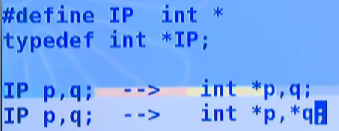 #define IP  int *
typedef int *IP;
IP p,q;  -->   int *p,q;
IP p,q;  -->   int *p,*q;